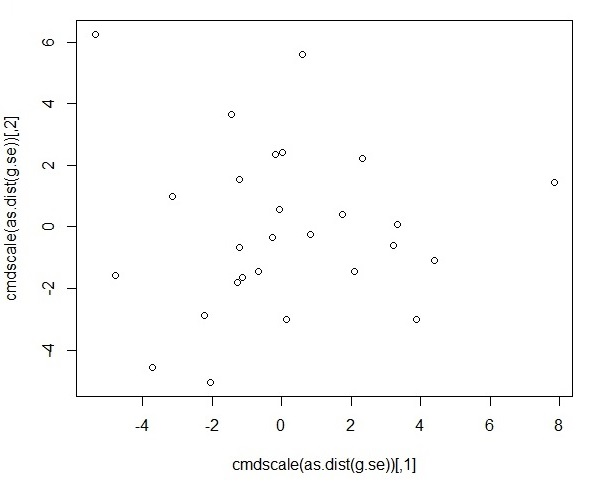 cmdscale(as.dist(g.se))[,2]
6
4
2
0
-2
-4
-4 -2 0 2 4 6 8
cmdscale(as.dist(g.se))[,1]